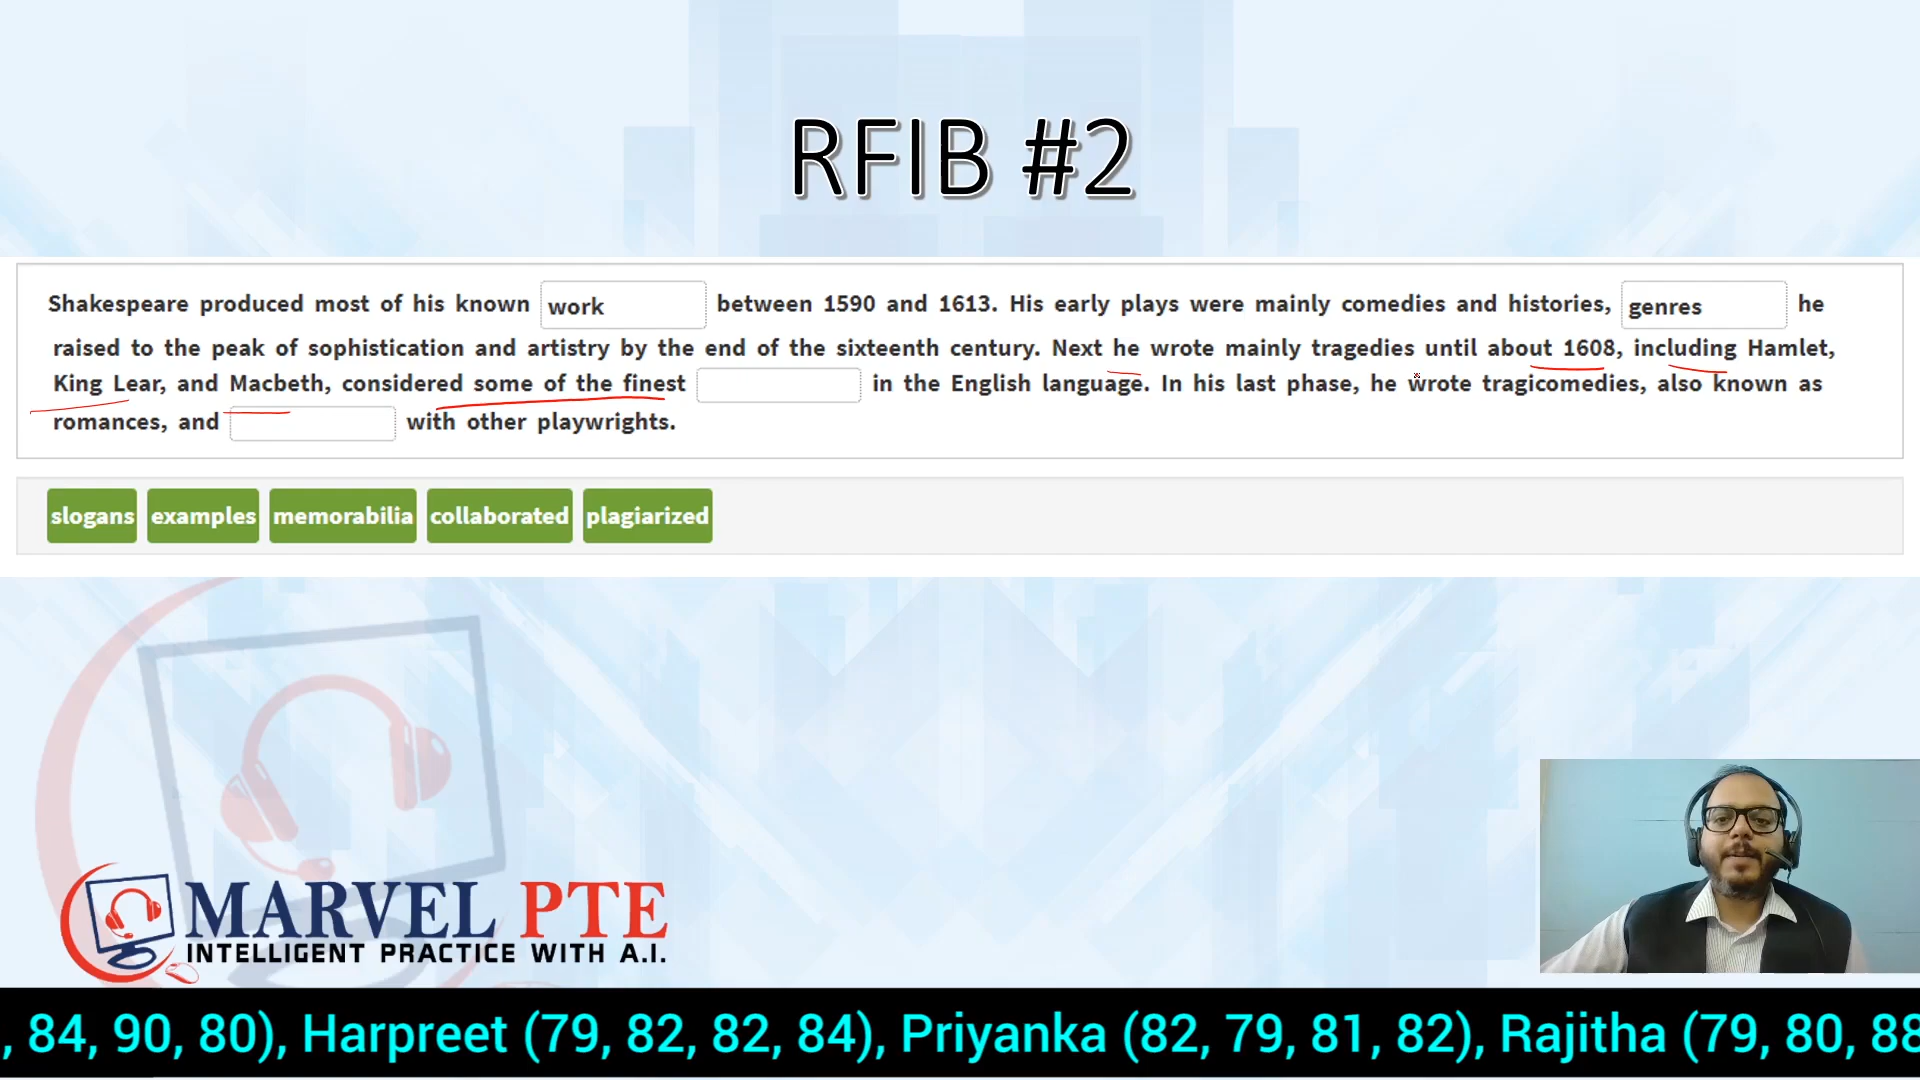 RFIB #2
Shakespeare produced most of his known work between 1590 and 1613. His early plays were mainly comedies and histories, genres he
raised to the peak of sophistication and artistry by the end of the sixteenth century. Next he wrote mainly tragedies until about 1608, including Hamlet,
King Lear, and Macbeth, considered some of the finest in the English language. In his last phase, he wrote tragicomedies, also known as
romances, and with other playwrights.
slogans examples memorabilia collaborated plagiarized
MARVEL PTE
INTELLIGENT PRACTICE WITH A.I.
, 84, 90, 80), Harpreet (79, 82, 82, 84), Priyanka (82, 79, 81, 82), Rajitha (79, 80, 88